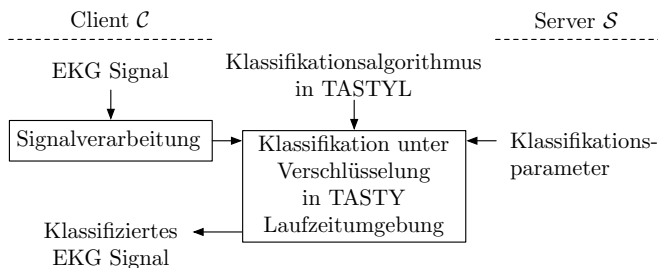 Client C
Server S
EKG Signal
Klassifikationsalgorithmus
in TASTYL
Signalverarbeitung
Klassifikation unter
Verschlüsselung
in TASTY
Laufzeitumgebung
Klassifikations-
parameter
Klassifiziertes
EKG Signal